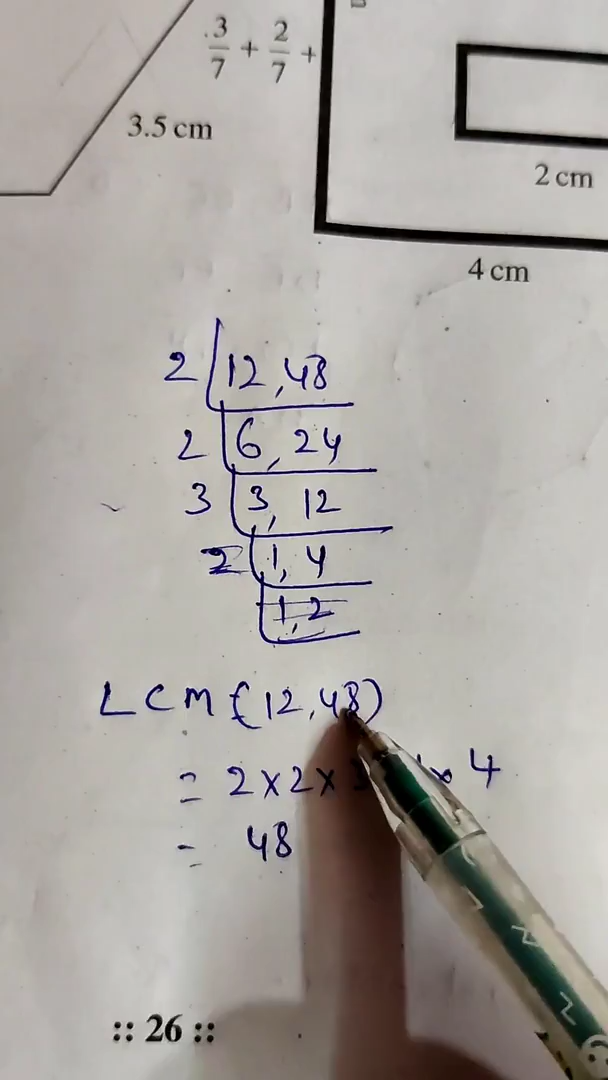 3/7 + 2/7 +
3.5 cm
2 cm
4 cm
2 12, 48
2 6, 24
3 3, 12
2 1, 4
1, 2
LCM (12, 48)
= 2 × 2 × 3 × 4
= 48
:: 26 ::